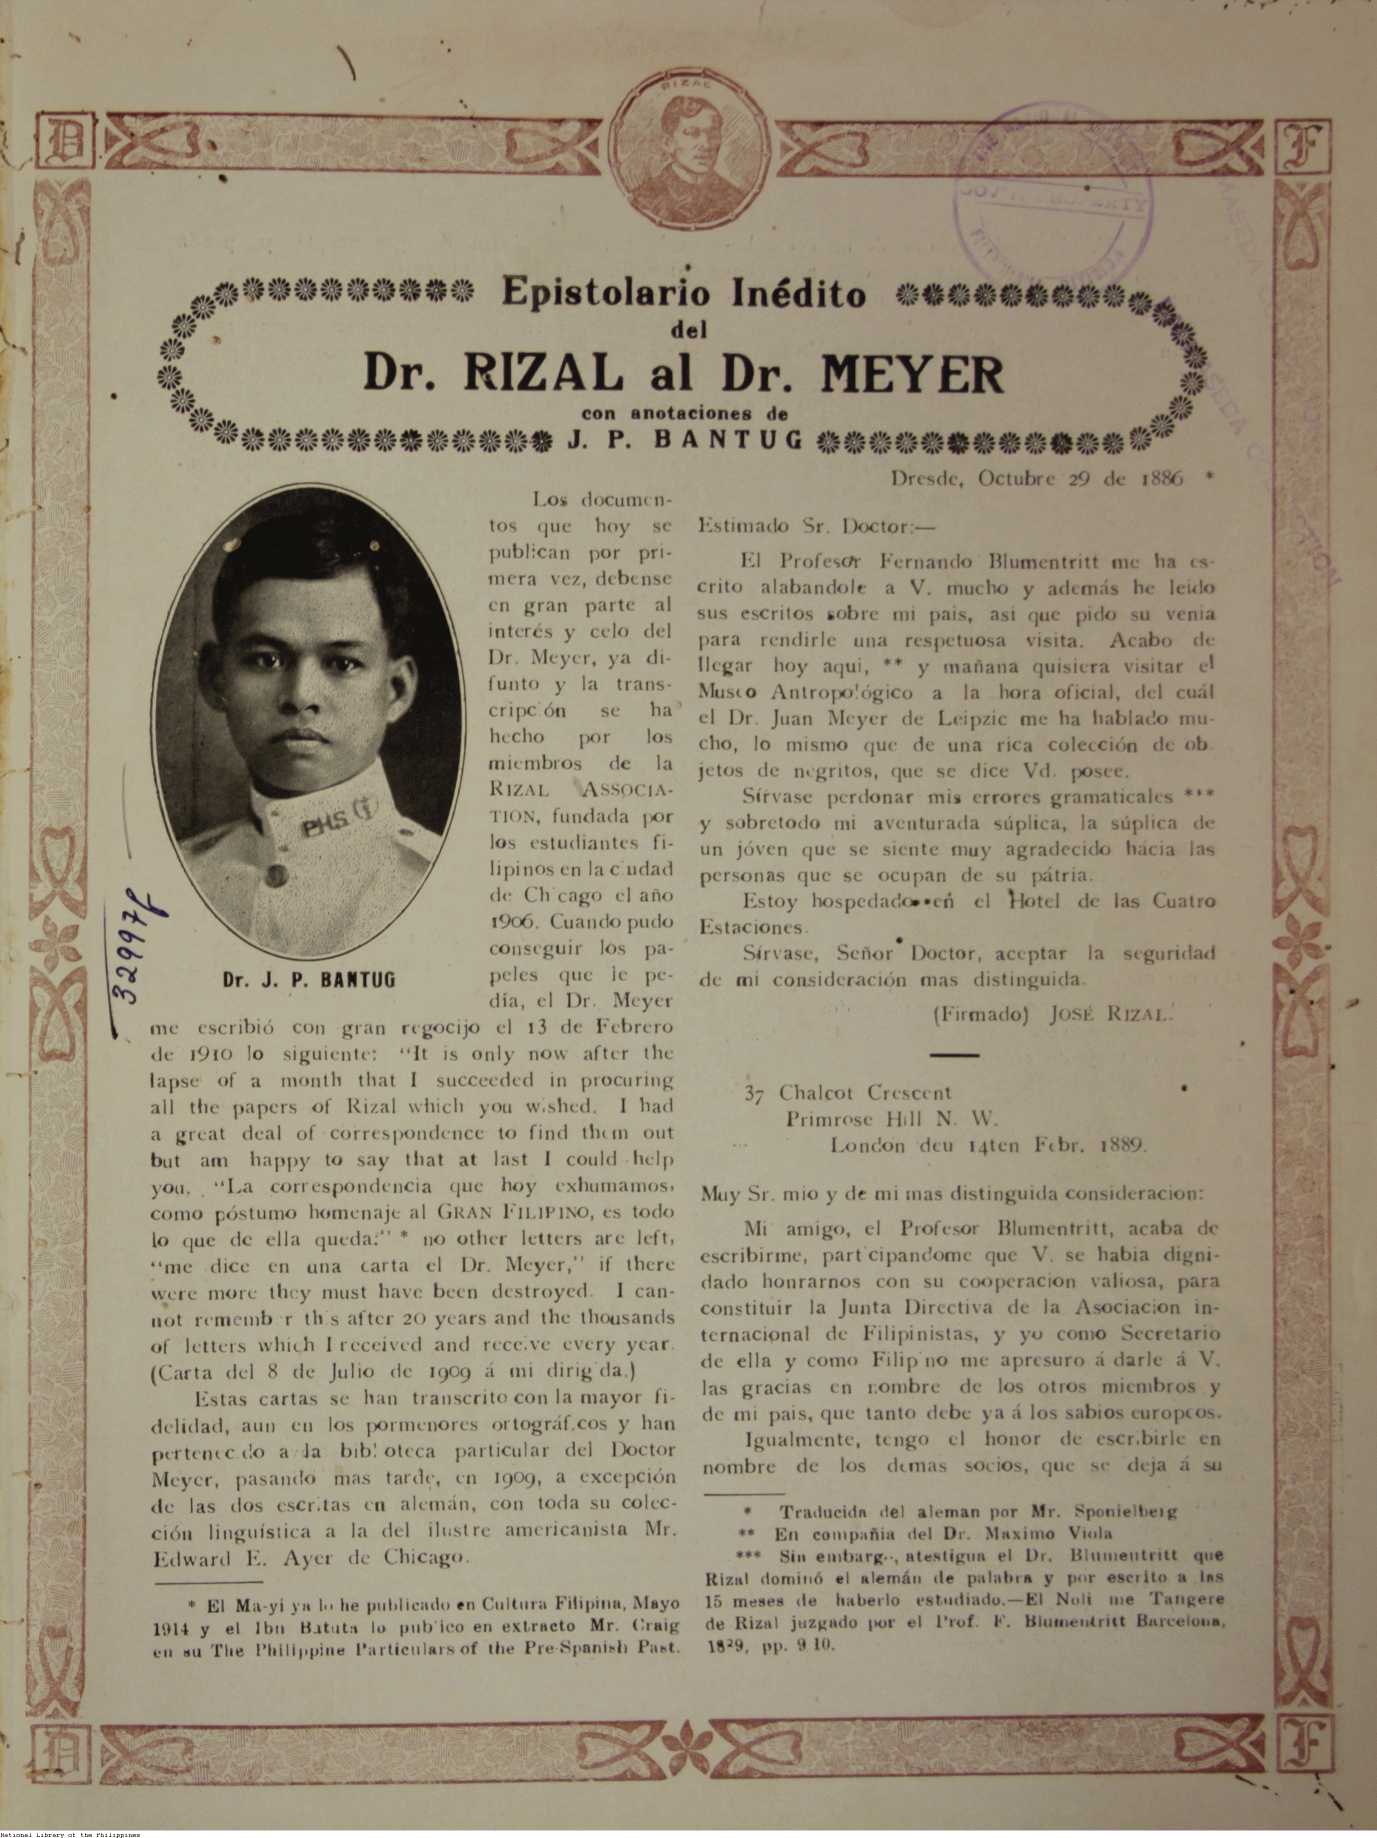 RIZAL
D
F
Epistolario Inédito
del
Dr. RIZAL al Dr. MEYER
con anotaciones de
J. P. BANTUG
Los documen-
tos que hoy se
publican por pri-
mera vez, debense
en gran parte al
interés y celo del
Dr. Meyer, ya di-
funto y la trans-
cripción se ha
hecho por los
miembros de la
RIZAL ASSOCIA-
TION, fundada por
los estudiantes fi-
lipinos en la ciudad
de Chicago el año
1906. Cuando pudo
conseguir los pa-
peles que le pe-
día, el Dr. Meyer
PHS
Dr. J. P. BANTUG
32997f
me escribió con gran regocijo el 13 de Febrero
de 1910 lo siguiente: "It is only now after the
lapse of a month that I succeeded in procuring
all the papers of Rizal which you wished. I had
a great deal of correspondence to find them out
but am happy to say that at last I could help
you. "La correspondencia que hoy exhumamos,
como póstumo homenaje al GRAN FILIPINO, es todo
lo que de ella queda:" * no other letters are left,
"me dice en una carta el Dr. Meyer," if there
were more they must have been destroyed. I can-
not rememb r this after 20 years and the thousands
of letters which I received and receive every year.
(Carta del 8 de Julio de 1909 á mi dirigida.)
Estas cartas se han transcrito con la mayor fi-
delidad, aun en los pormenores ortográficos y han
pertenecido a la biblioteca particular del Doctor
Meyer, pasando mas tarde, en 1909, a excepción
de las dos escritas en alemán, con toda su colec-
ción linguística a la del ilustre americanista Mr.
Edward E. Ayer de Chicago.
* El Ma-yi ya lo he publicado en Cultura Filipina, Mayo
1914 y el Ibn Batuta lo publico en extracto Mr. Craig
en su The Philippine Particulars of the Pre-Spanish Past.
Dresde, Octubre 29 de 1886 *
Estimado Sr. Doctor:—
El Profesor Fernando Blumentritt me ha es-
crito alabandole a V. mucho y además he leido
sus escritos sobre mi pais, asi que pido su venia
para rendirle una respetuosa visita. Acabo de
llegar hoy aqui, ** y mañana quisiera visitar el
Museo Antropológico a la hora oficial, del cuál
el Dr. Juan Meyer de Leipzic me ha hablado mu-
cho, lo mismo que de una rica colección de ob
jetos de negritos, que se dice Vd. posee.
Sírvase perdonar mis errores gramaticales ***
y sobretodo mi aventurada súplica, la súplica de
un jóven que se siente muy agradecido hacia las
personas que se ocupan de su pátria.
Estoy hospedado en el Hotel de las Cuatro
Estaciones.
Sírvase, Señor Doctor, aceptar la seguridad
de mi consideración mas distinguida.
(Firmado) JOSÉ RIZAL.
37 Chalcot Crescent
Primrose Hill N. W.
London deu 14ten Febr. 1889.
Muy Sr. mio y de mi mas distinguida consideracion:
Mi amigo, el Profesor Blumentritt, acaba de
escribirme, participandome que V. se habia digni-
dado honrarnos con su cooperacion valiosa, para
constituir la Junta Directiva de la Asociacion in-
ternacional de Filipinistas, y yo como Secretario
de ella y como Filipino me apresuro á darle á V.
las gracias en nombre de los otros miembros y
de mi pais, que tanto debe ya á los sabios europeos.
Igualmente, tengo el honor de escribirle en
nombre de los demas socios, que se deja á su
* Traducida del aleman por Mr. Sponielberg
** En compañia del Dr. Maximo Viola
*** Sin embargo, atestigua el Dr. Blumentritt que
Rizal dominó el alemán de palabra y por escrito a las
15 meses de haberlo estudiado.—El Noli me Tangere
de Rizal juzgado por el Prof. F. Blumentritt Barcelona,
1829, pp. 9 10.
D
F
National Library of the Philippines